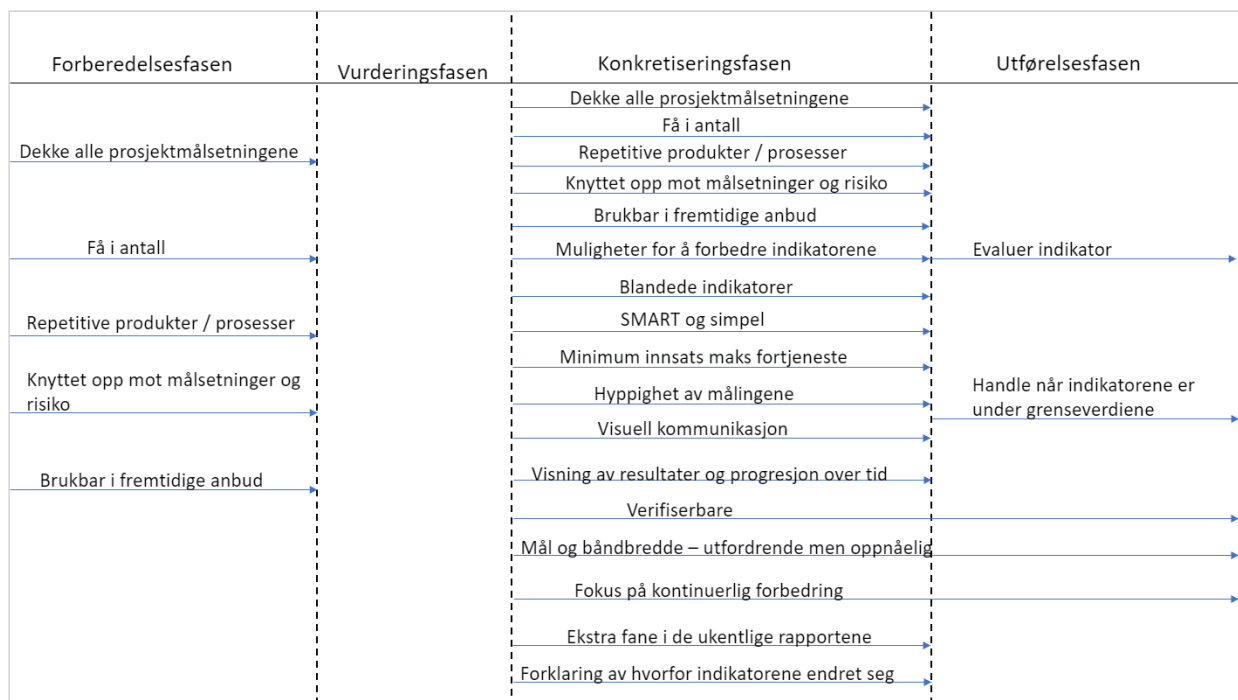 Forberedelsesfasen
Vurderingsfasen
Konkretiseringsfasen
Utførelsesfasen
Dekke alle prosjektmålsetningene
Få i antall
Repetitive produkter / prosesser
Knyttet opp mot målsetninger og
risiko
Brukbar i fremtidige anbud
Dekke alle prosjektmålsetningene
Få i antall
Repetitive produkter / prosesser
Knyttet opp mot målsetninger og risiko
Brukbar i fremtidige anbud
Muligheter for å forbedre indikatorene
Blandede indikatorer
SMART og simpel
Minimum innsats maks fortjeneste
Hyppighet av målingene
Visuell kommunikasjon
Visning av resultater og progresjon over tid
Verifiserbare
Mål og båndbredde – utfordrende men oppnåelig
Fokus på kontinuerlig forbedring
Ekstra fane i de ukentlige rapportene
Forklaring av hvorfor indikatorene endret seg
Evaluer indikator
Handle når indikatorene er
under grenseverdiene